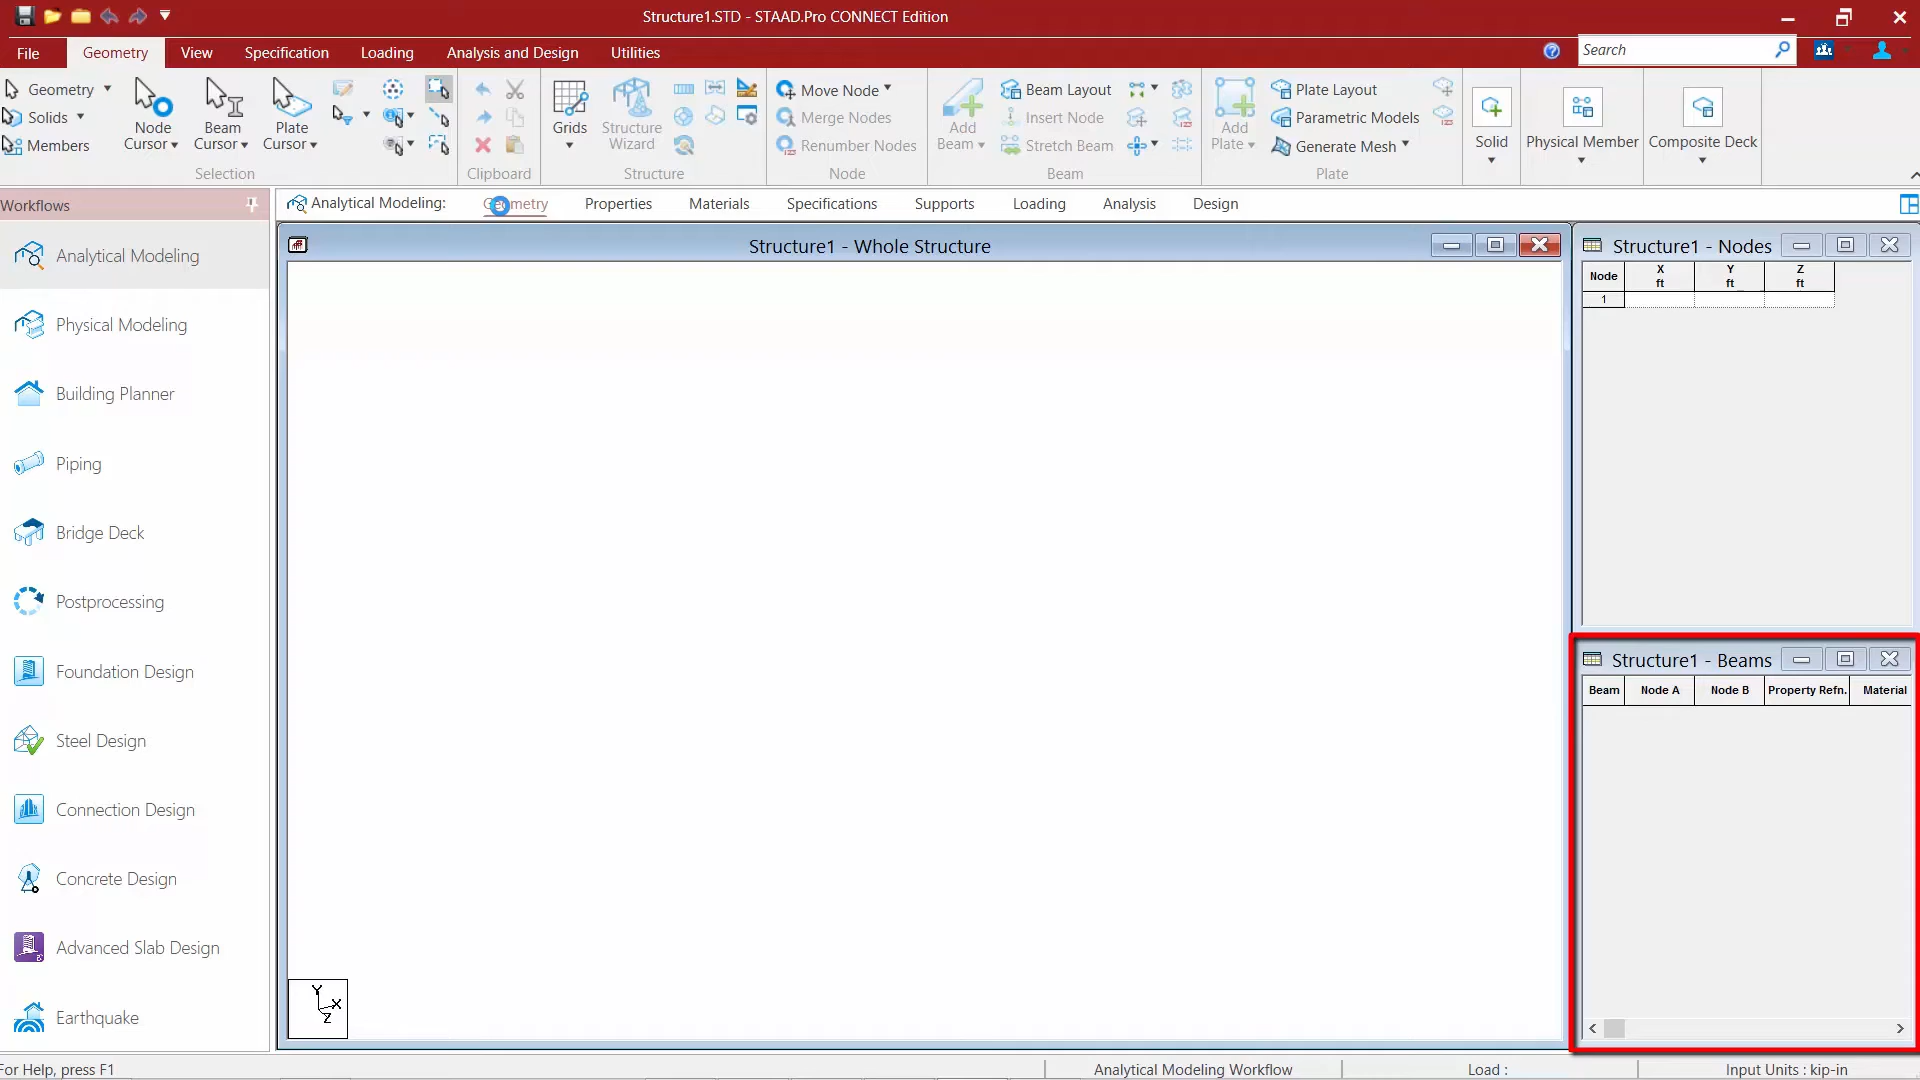 Structure1.STD - STAAD.Pro CONNECT Edition
File
Geometry
View
Specification
Loading
Analysis and Design
Utilities
Search
Geometry
Solids
Members
Node
Cursor
Beam
Cursor
Plate
Cursor
Selection
Clipboard
Grids
Structure
Wizard
Structure
Move Node
Merge Nodes
Renumber Nodes
Node
Add
Beam
Beam Layout
Insert Node
Stretch Beam
Beam
Add
Plate
Plate Layout
Parametric Models
Generate Mesh
Plate
Solid
Physical Member
Composite Deck
Workflows
Analytical Modeling:
Geometry
Properties
Materials
Specifications
Supports
Loading
Analysis
Design
Analytical Modeling
Physical Modeling
Building Planner
Piping
Bridge Deck
Postprocessing
Foundation Design
Steel Design
Connection Design
Concrete Design
Advanced Slab Design
Earthquake
Structure1 - Whole Structure
Y
X
Z
Structure1 - Nodes
Node
X
ft
Y
ft
Z
ft
1
Structure1 - Beams
Beam
Node A
Node B
Property Refn.
Material
For Help, press F1
Analytical Modeling Workflow
Load :
Input Units : kip-in